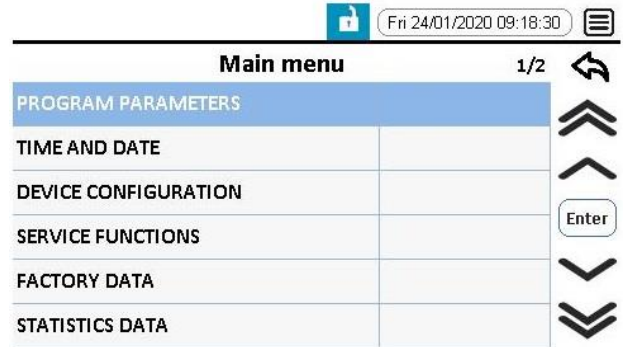 Fri 24/01/2020 09:18:30
Main menu 1/2
PROGRAM PARAMETERS
TIME AND DATE
DEVICE CONFIGURATION
Enter
SERVICE FUNCTIONS
FACTORY DATA
STATISTICS DATA